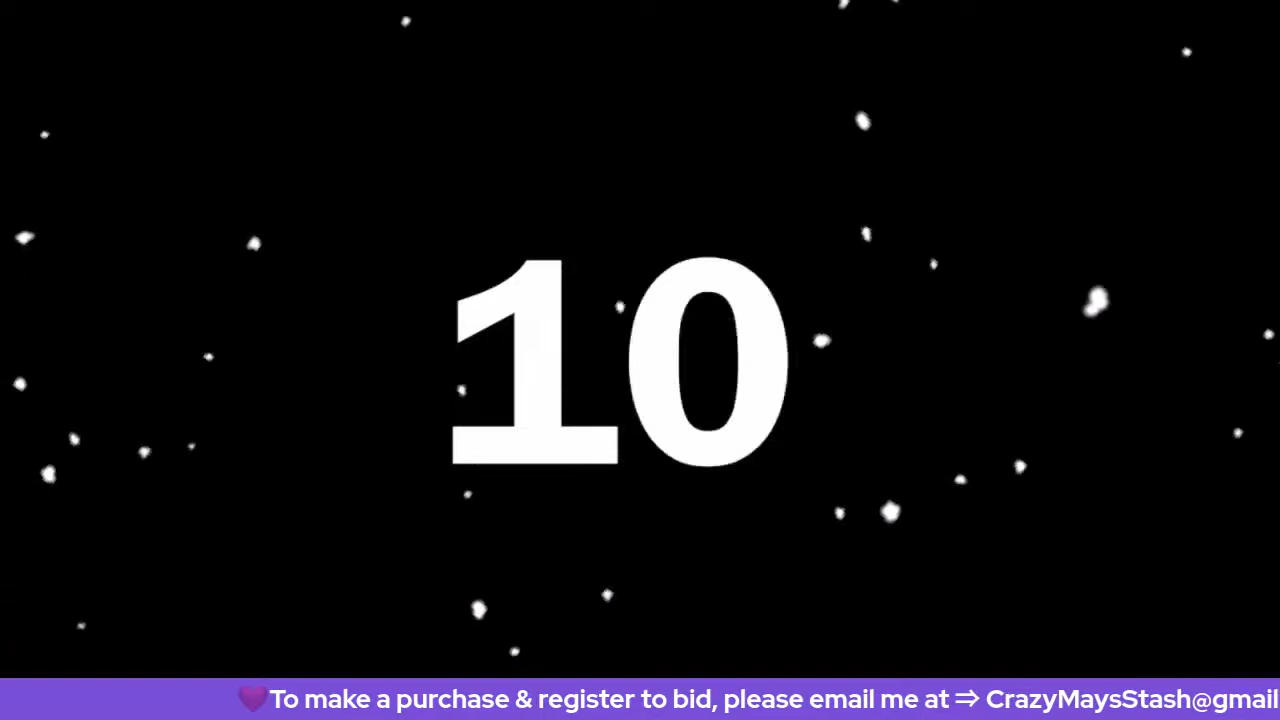 10
💜To make a purchase & register to bid, please email me at ⇒ CrazyMaysStash@gmail